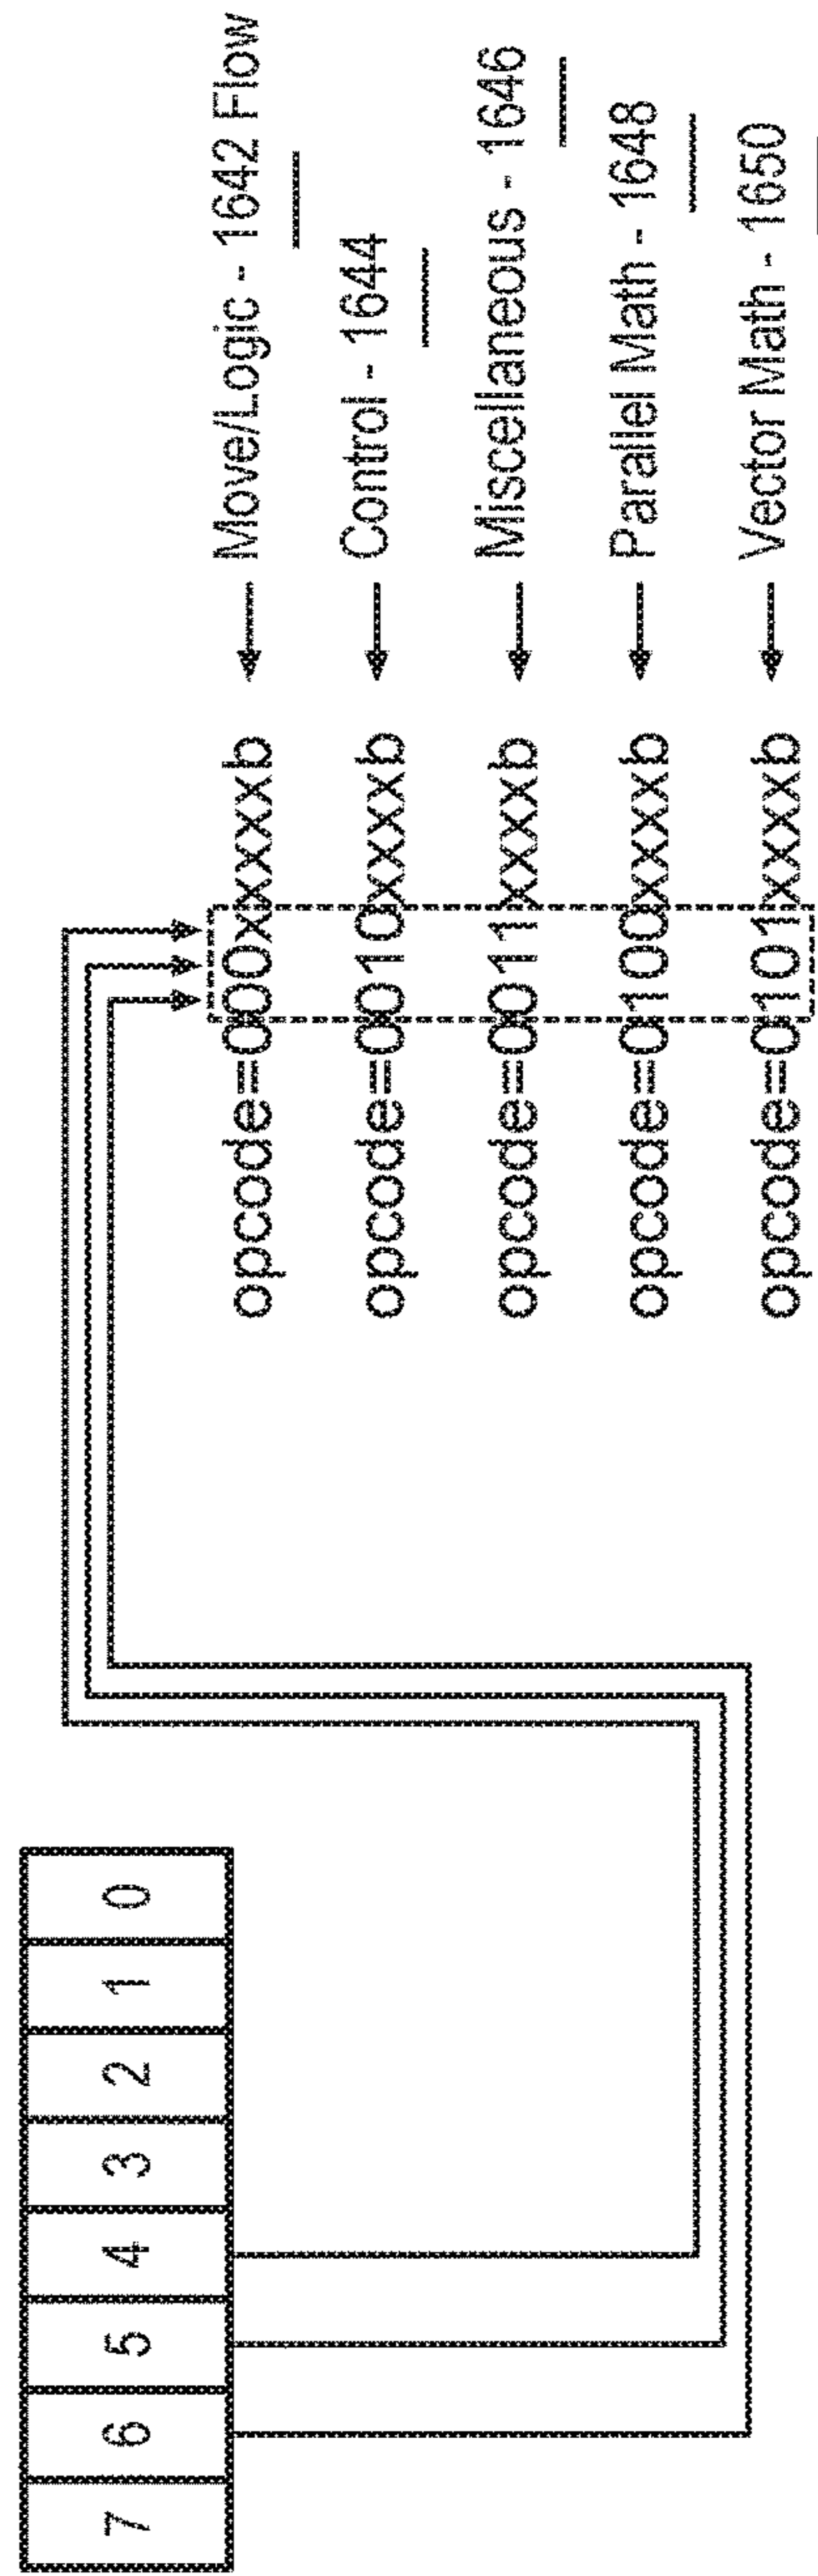 7 6 5 4 3 2 1 0
opcode=000xxxxxb Move/Logic - 1642 Flow
opcode=0010xxxxb Control - 1644
opcode=0011xxxxb Miscellaneous - 1646
opcode=0100xxxxb Parallel Math - 1648
opcode=0101xxxxb Vector Math - 1650